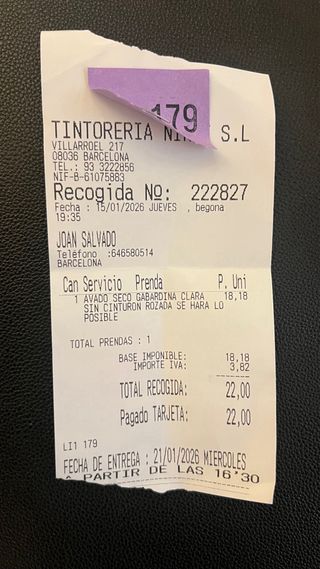 179
TINTORERIA S.L
VILLARROEL 217
08036 BARCELONA
TEL.: 93 3222856
NIF-B-61075883
Recogida Nº: 222827
Fecha : 15/01/2026 JUEVES , begona
19:35
JOAN SALVADO
Teléfono :646580514
BARCELONA
Can Servicio Prenda P. Uni
1 AVADO SECO GABARDINA CLARA 18,18
SIN CINTURON ROZADA SE HARA LO
POSIBLE
TOTAL PRENDAS : 1
BASE IMPONIBLE: 18,18
IMPORTE IVA: 3,82
TOTAL RECOGIDA: 22,00
Pagado TARJETA: 22,00
LI1 179
FECHA DE ENTREGA : 21/01/2026 MIERCOLES
A PARTIR DE LAS 16'30